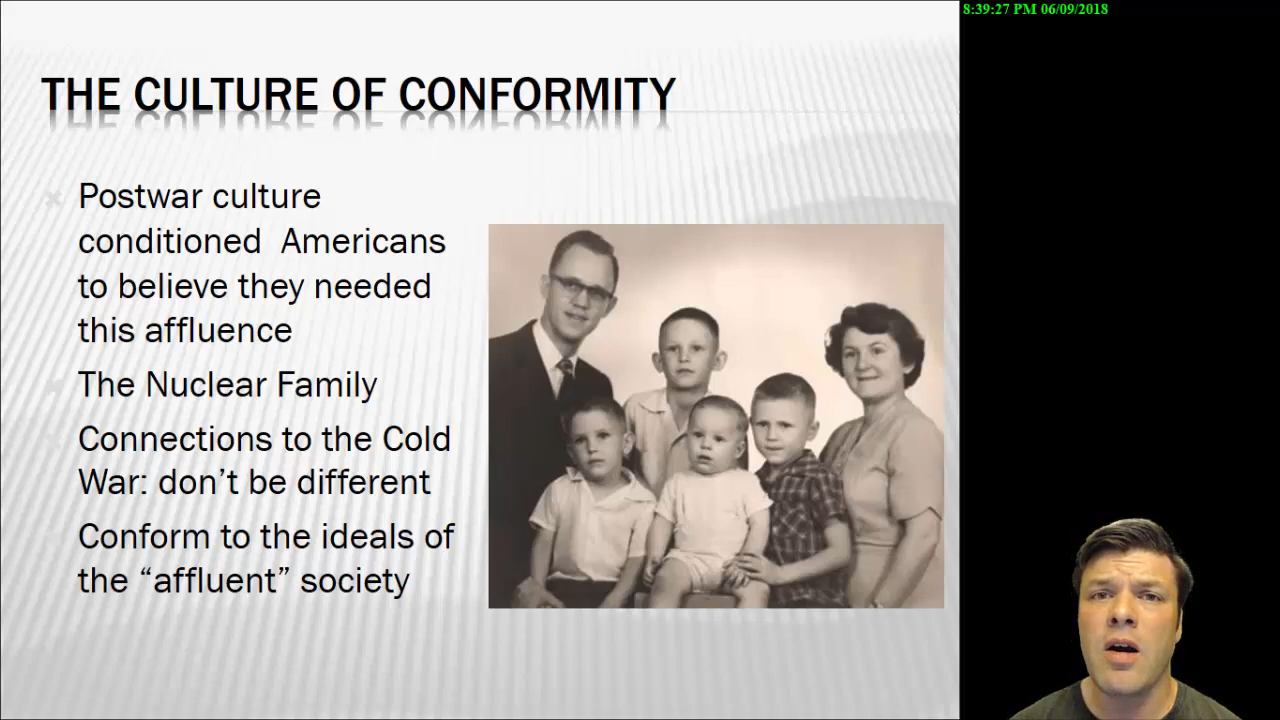 8:39:27 PM 06/09/2018
THE CULTURE OF CONFORMITY
Postwar culture
conditioned  Americans
to believe they needed
this affluence
The Nuclear Family
Connections to the Cold
War: don’t be different
Conform to the ideals of
the “affluent” society